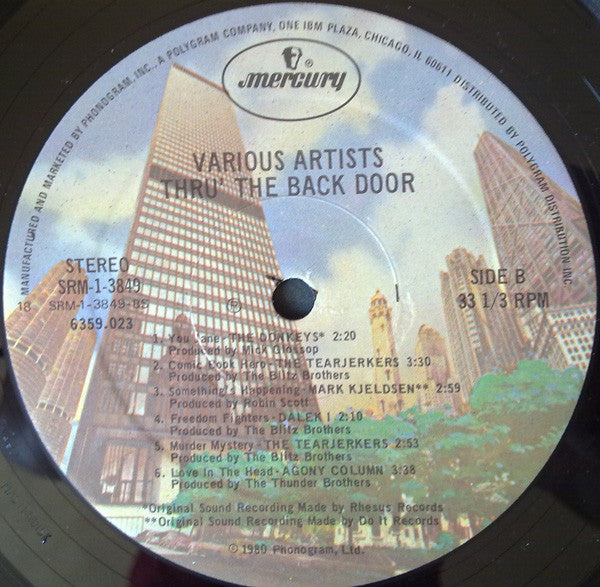 MANUFACTURED AND MARKETED BY PHONOGRAM, INC., A POLYGRAM COMPANY, ONE IBM PLAZA, CHICAGO, IL 60611 DISTRIBUTED BY POLYGRAM DISTRIBUTION INC.
mercury ®
VARIOUS ARTISTS
THRU' THE BACK DOOR
STEREO
SRM-1-3849
18 SRM-1-3849-BS
6359.023
Ⓟ
SIDE B
33 1/3 RPM
1. You Jane-THE DONKEYS* 2:20
Produced by Mick Glossop
2. Comic Book Hero-THE TEARJERKERS 3:30
Produced by The Blitz Brothers
3. Something's Happening-MARK KJELDSEN** 2:59
Produced by Robin Scott
4. Freedom Fighters-DALEK I 2:10
Produced by The Blitz Brothers
5. Murder Mystery-THE TEARJERKERS 2:53
Produced by The Blitz Brothers
6. Love In The Head-AGONY COLUMN 3:38
Produced by The Thunder Brothers
*Original Sound Recording Made by Rhesus Records
**Original Sound Recording Made by Do It Records
© 1980 Phonogram, Ltd.